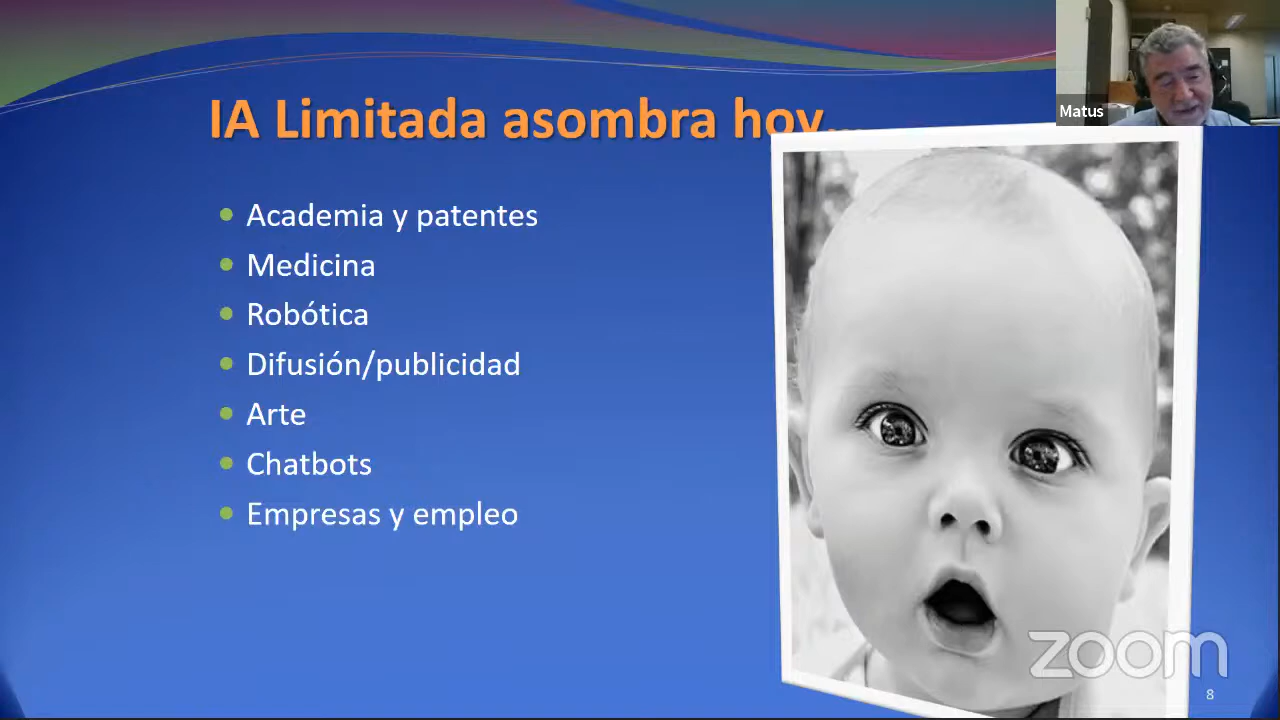 IA Limitada asombra hoy...
Matus
Academia y patentes
Medicina
Robótica
Difusión/publicidad
Arte
Chatbots
Empresas y empleo
zoom
8